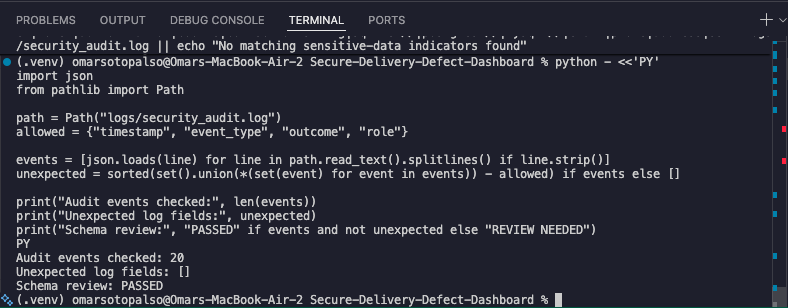 PROBLEMS OUTPUT DEBUG CONSOLE TERMINAL PORTS
/security_audit.log || echo "No matching sensitive-data indicators found"
(.venv) omarsotopalso@Omars-MacBook-Air-2 Secure-Delivery-Defect-Dashboard % python - <<'PY'
import json
from pathlib import Path
path = Path("logs/security_audit.log")
allowed = {"timestamp", "event_type", "outcome", "role"}
events = [json.loads(line) for line in path.read_text().splitlines() if line.strip()]
unexpected = sorted(set().union(*(set(event) for event in events)) - allowed) if events else []
print("Audit events checked:", len(events))
print("Unexpected log fields:", unexpected)
print("Schema review:", "PASSED" if events and not unexpected else "REVIEW NEEDED")
PY
Audit events checked: 20
Unexpected log fields: []
Schema review: PASSED
(.venv) omarsotopalso@Omars-MacBook-Air-2 Secure-Delivery-Defect-Dashboard %